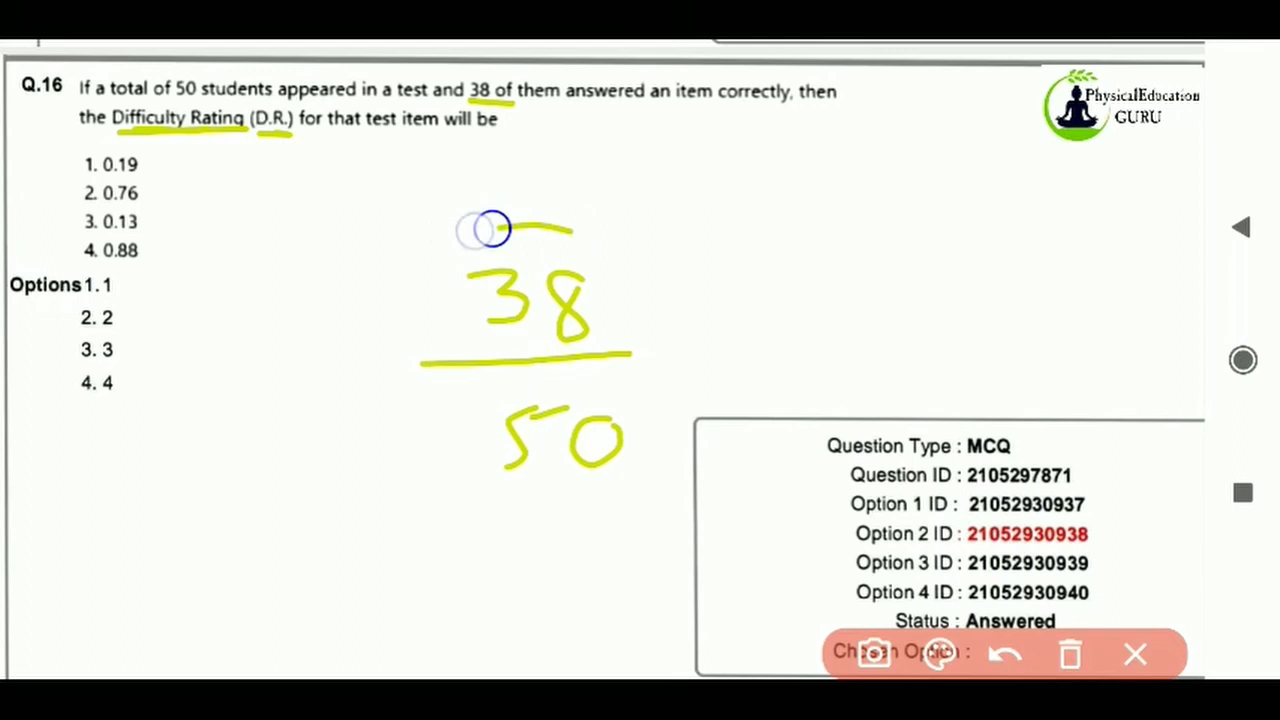 Q.16 If a total of 50 students appeared in a test and 38 of them answered an item correctly, then
the Difficulty Rating (D.R.) for that test item will be
1. 0.19
2. 0.76
3. 0.13
4. 0.88
Options 1. 1
2. 2
3. 3
4. 4
PhysicalEducation
GURU
38
50
Question Type : MCQ
Question ID : 2105297871
Option 1 ID : 21052930937
Option 2 ID : 21052930938
Option 3 ID : 21052930939
Option 4 ID : 21052930940
Status : Answered
Chosen Option :